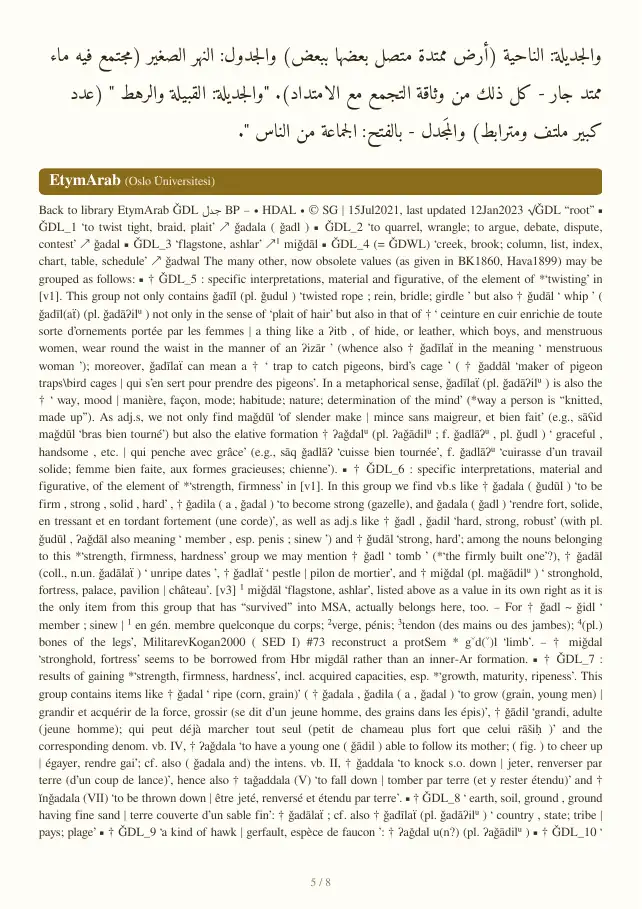 والجديلة: الناحية (أرض ممتدة متصل بعضها ببعض) والجدول: النهر الصغير (مجتمع فيه ماء
ممتد جار - كل ذلك من وثاقة التجمع مع الامتداد). "والجديلة: القبيلة والرهط " (عدد
كبير ملتف ومترابط) والمَجدل - بالفتح: الجماعة من الناس ".
EtymArab (Oslo Üniversitesi)
Back to library EtymArab ǦDL جدل BP – • HDAL • © SG | 15Jul2021, last updated 12Jan2023 √ǦDL “root” ▪
ǦDL_1 ‘to twist tight, braid, plait’ ↗ ǧadala ( ǧadl ) ▪ ǦDL_2 ‘to quarrel, wrangle; to argue, debate, dispute,
contest’ ↗ ǧadal ▪ ǦDL_3 ‘flagstone, ashlar’ ↗¹ miǧdāl ▪ ǦDL_4 (= ǦDWL) ‘creek, brook; column, list, index,
chart, table, schedule’ ↗ ǧadwal The many other, now obsolete values (as given in BK1860, Hava1899) may be
grouped as follows: ▪ † ǦDL_5 : specific interpretations, material and figurative, of the element of *‘twisting’ in
[v1]. This group not only contains ǧadīl (pl. ǧudul ) ‘twisted rope ; rein, bridle; girdle ’ but also † ǧudāl ‘ whip ’ (
ǧadīl(aẗ) (pl. ǧadāʔilᵘ ) not only in the sense of ‘plait of hair’ but also in that of † ‘ ceinture en cuir enrichie de toute
sorte d’ornements portée par les femmes | a thing like a ʔitb , of hide, or leather, which boys, and menstruous
women, wear round the waist in the manner of an ʔizār ’ (whence also † ǧadīlaẗ in the meaning ‘ menstruous
woman ’); moreover, ǧadīlaẗ can mean a † ‘ trap to catch pigeons, bird’s cage ’ ( † ǧaddāl ‘maker of pigeon
traps\bird cages | qui s’en sert pour prendre des pigeons’. In a metaphorical sense, ǧadīlaẗ (pl. ǧadāʔilᵘ ) is also the
† ‘ way, mood | manière, façon, mode; habitude; nature; determination of the mind’ (*way a person is “knitted,
made up”). As adj.s, we not only find maǧdūl ‘of slender make | mince sans maigreur, et bien fait’ (e.g., sāʕid
maǧdūl ‘bras bien tourné’) but also the elative formation † ʔaǧdalᵘ (pl. ʔaǧādilᵘ ; f. ǧadlāʔᵘ , pl. ǧudl ) ‘ graceful ,
handsome , etc. | qui penche avec grâce’ (e.g., sāq ǧadlāʔ ‘cuisse bien tournée’, f. ǧadlāʔᵘ ‘cuirasse d’un travail
solide; femme bien faite, aux formes gracieuses; chienne’). ▪ † ǦDL_6 : specific interpretations, material and
figurative, of the element of *‘strength, firmness’ in [v1]. In this group we find vb.s like † ǧadala ( ǧudūl ) ‘to be
firm , strong , solid , hard’ , † ǧadila ( a , ǧadal ) ‘to become strong (gazelle), and ǧadala ( ǧadl ) ‘rendre fort, solide,
en tressant et en tordant fortement (une corde)’, as well as adj.s like † ǧadl , ǧadil ‘hard, strong, robust’ (with pl.
ǧudūl , ʔaǧdāl also meaning ‘ member , esp. penis ; sinew ’) and † ǧudāl ‘strong, hard’; among the nouns belonging
to this *‘strength, firmness, hardness’ group we may mention † ǧadl ‘ tomb ’ (*‘the firmly built one’?), † ǧadāl
(coll., n.un. ǧadālaẗ ) ‘ unripe dates ’, † ǧadlaẗ ‘ pestle | pilon de mortier’, and † miǧdal (pl. maǧādilᵘ ) ‘ stronghold,
fortress, palace, pavilion | château’. [v3] ¹ miǧdāl ‘flagstone, ashlar’, listed above as a value in its own right as it is
the only item from this group that has “survived” into MSA, actually belongs here, too. – For † ǧadl ~ ǧidl ‘
member ; sinew | ¹ en gén. membre quelconque du corps; ²verge, pénis; ³tendon (des mains ou des jambes); ⁴(pl.)
bones of the legs’, MilitarevKogan2000 ( SED I) #73 reconstruct a protSem * g˅d(˅)l ‘limb’. – † miǧdal
‘stronghold, fortress’ seems to be borrowed from Hbr migdāl rather than an inner-Ar formation. ▪ † ǦDL_7 :
results of gaining *‘strength, firmness, hardness’, incl. acquired capacities, esp. *‘growth, maturity, ripeness’. This
group contains items like † ǧadal ‘ ripe (corn, grain)’ ( † ǧadala , ǧadila ( a , ǧadal ) ‘to grow (grain, young men) |
grandir et acquérir de la force, grossir (se dit d’un jeune homme, des grains dans les épis)’, † ǧādil ‘grandi, adulte
(jeune homme); qui peut déjà marcher tout seul (petit de chameau plus fort que celui rāšiḥ )’ and the
corresponding denom. vb. IV, † ʔaǧdala ‘to have a young one ( ǧādil ) able to follow its mother; ( fig. ) to cheer up
| égayer, rendre gai’; cf. also ( ǧadala and) the intens. vb. II, † ǧaddala ‘to knock s.o. down | jeter, renverser par
terre (d’un coup de lance)’, hence also † taǧaddala (V) ‘to fall down | tomber par terre (et y rester étendu)’ and †
ĭnǧadala (VII) ‘to be thrown down | être jeté, renversé et étendu par terre’. ▪ † ǦDL_8 ‘ earth, soil, ground , ground
having fine sand | terre couverte d’un sable fin’: † ǧadālaẗ ; cf. also † ǧadīlaẗ (pl. ǧadāʔilᵘ ) ‘ country , state; tribe |
pays; plage’ ▪ † ǦDL_9 ‘a kind of hawk | gerfault, espèce de faucon ’: † ʔaǧdal u(n?) (pl. ʔaǧādilᵘ ) ▪ † ǦDL_10 ‘
5 / 8